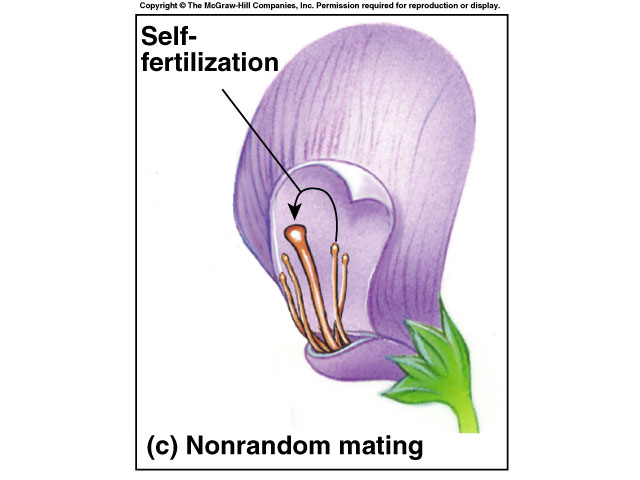 Copyright © The McGraw-Hill Companies, Inc. Permission required for reproduction or display.
Self-
fertilization
(c) Nonrandom mating